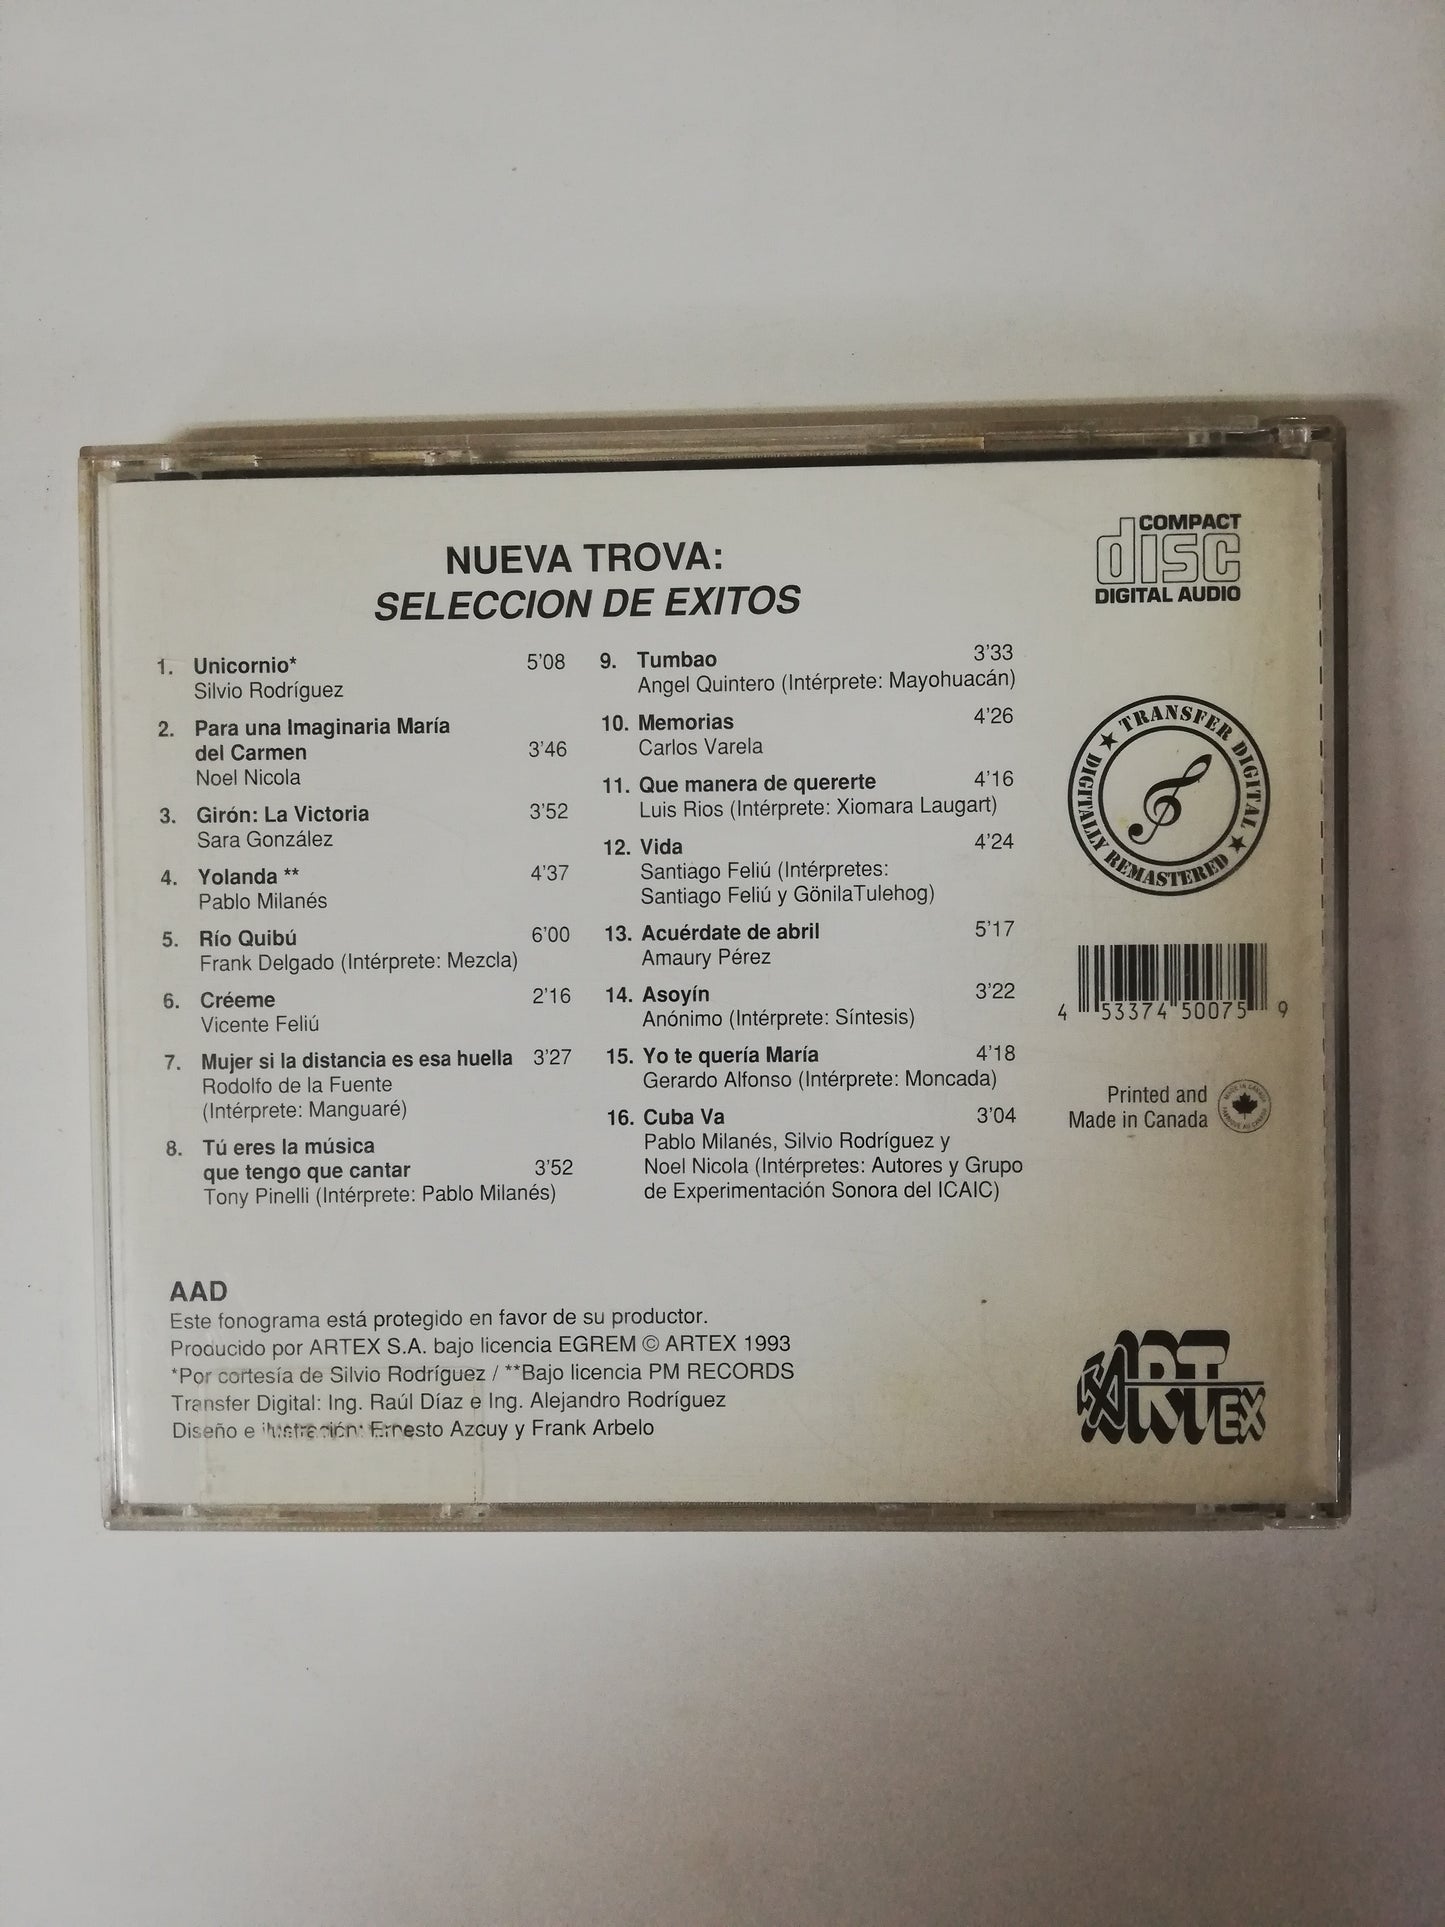 NUEVA TROVA:
SELECCION DE EXITOS
1. Unicornio* 5'08
Silvio Rodríguez
2. Para una Imaginaria María
del Carmen 3'46
Noel Nicola
3. Girón: La Victoria 3'52
Sara González
4. Yolanda ** 4'37
Pablo Milanés
5. Río Quibú 6'00
Frank Delgado (Intérprete: Mezcla)
6. Créeme 2'16
Vicente Feliú
7. Mujer si la distancia es esa huella 3'27
Rodolfo de la Fuente
(Intérprete: Manguaré)
8. Tú eres la música
que tengo que cantar 3'52
Tony Pinelli (Intérprete: Pablo Milanés)
9. Tumbao 3'33
Angel Quintero (Intérprete: Mayohuacán)
10. Memorias 4'26
Carlos Varela
11. Que manera de quererte 4'16
Luis Rios (Intérprete: Xiomara Laugart)
12. Vida 4'24
Santiago Feliú (Intérpretes:
Santiago Feliú y GönilaTulehog)
13. Acuérdate de abril 5'17
Amaury Pérez
14. Asoyín 3'22
Anónimo (Intérprete: Síntesis)
15. Yo te quería María 4'18
Gerardo Alfonso (Intérprete: Moncada)
16. Cuba Va 3'04
Pablo Milanés, Silvio Rodríguez y
Noel Nicola (Intérpretes: Autores y Grupo
de Experimentación Sonora del ICAIC)
AAD
Este fonograma está protegido en favor de su productor.
Producido por ARTEX S.A. bajo licencia EGREM © ARTEX 1993
*Por cortesía de Silvio Rodríguez / **Bajo licencia PM RECORDS
Transfer Digital: Ing. Raúl Díaz e Ing. Alejandro Rodríguez
Diseño e ilustración: Ernesto Azcuy y Frank Arbelo
COMPACT
disc
DIGITAL AUDIO
★ TRANSFER DIGITAL ★
DIGITALLY REMASTERED
4 53374 50075 9
Printed and
Made in Canada
MADE IN CANADA
FABRIQUÉ AU CANADA
ARTEX